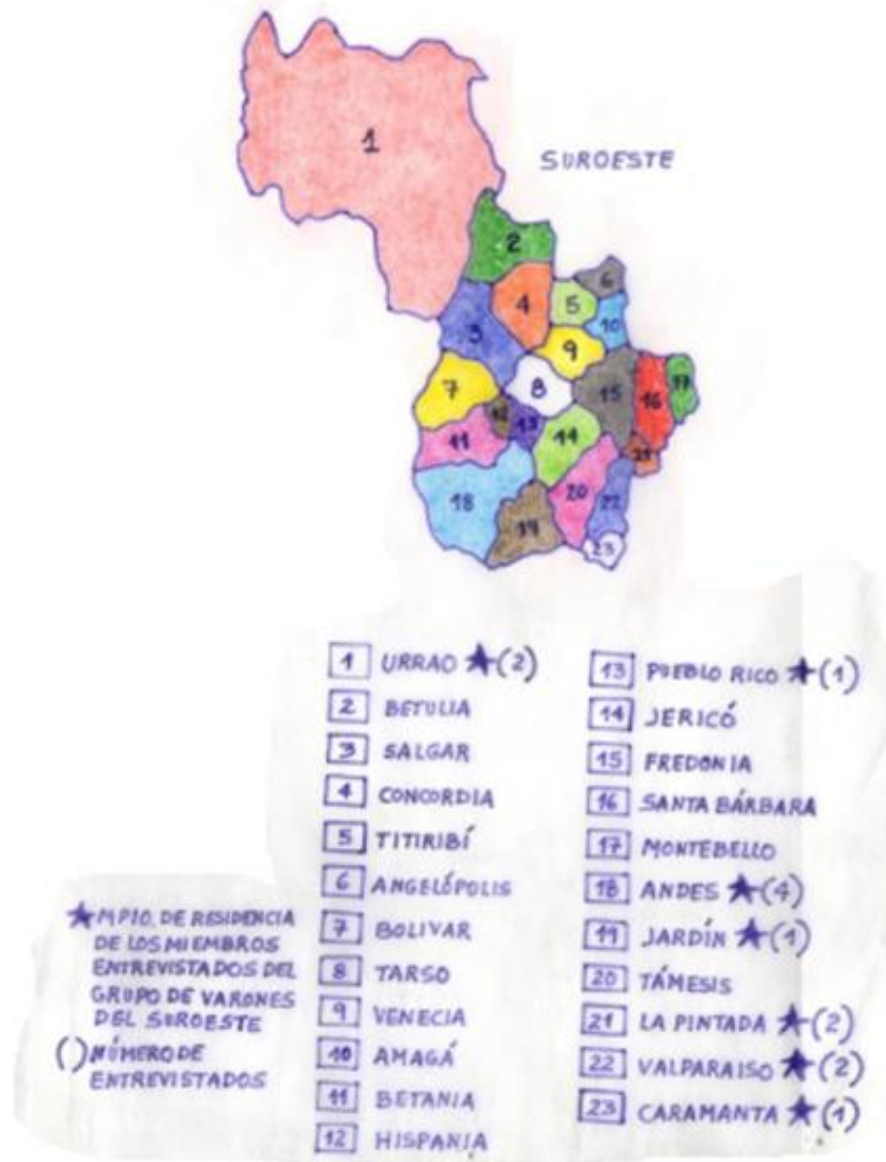 SUROESTE
1
2
3
4
5
6
7
8
9
10
11
12
13
14
15
16
17
18
19
20
21
22
23
1 URRAO ★(2)
2 BETULIA
3 SALGAR
4 CONCORDIA
5 TITIRIBÍ
6 ANGELÓPOLIS
7 BOLIVAR
8 TARSO
9 VENECIA
10 AMAGÁ
11 BETANIA
12 HISPANIA
13 PUEBLO RICO ★(1)
14 JERICÓ
15 FREDONIA
16 SANTA BÁRBARA
17 MONTEBELLO
18 ANDES ★(4)
19 JARDÍN ★(1)
20 TÁMESIS
21 LA PINTADA ★(2)
22 VALPARAISO ★(2)
23 CARAMANTA ★(1)
★ MPIO. DE RESIDENCIA
DE LOS MIEMBROS
ENTREVISTADOS DEL
GRUPO DE VARONES
DEL SUROESTE
( ) NÚMERO DE
ENTREVISTADOS